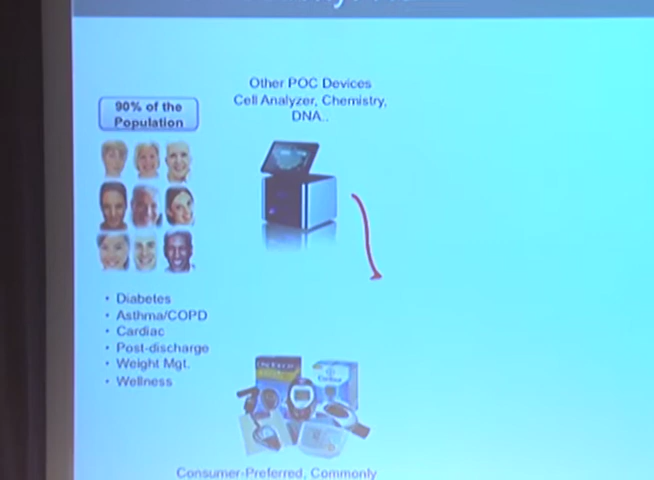 90% of the
Population
Other POC Devices
Cell Analyzer, Chemistry,
DNA..
• Diabetes
• Asthma/COPD
• Cardiac
• Post-discharge
• Weight Mgt.
• Wellness
Consumer-Preferred, Commonly